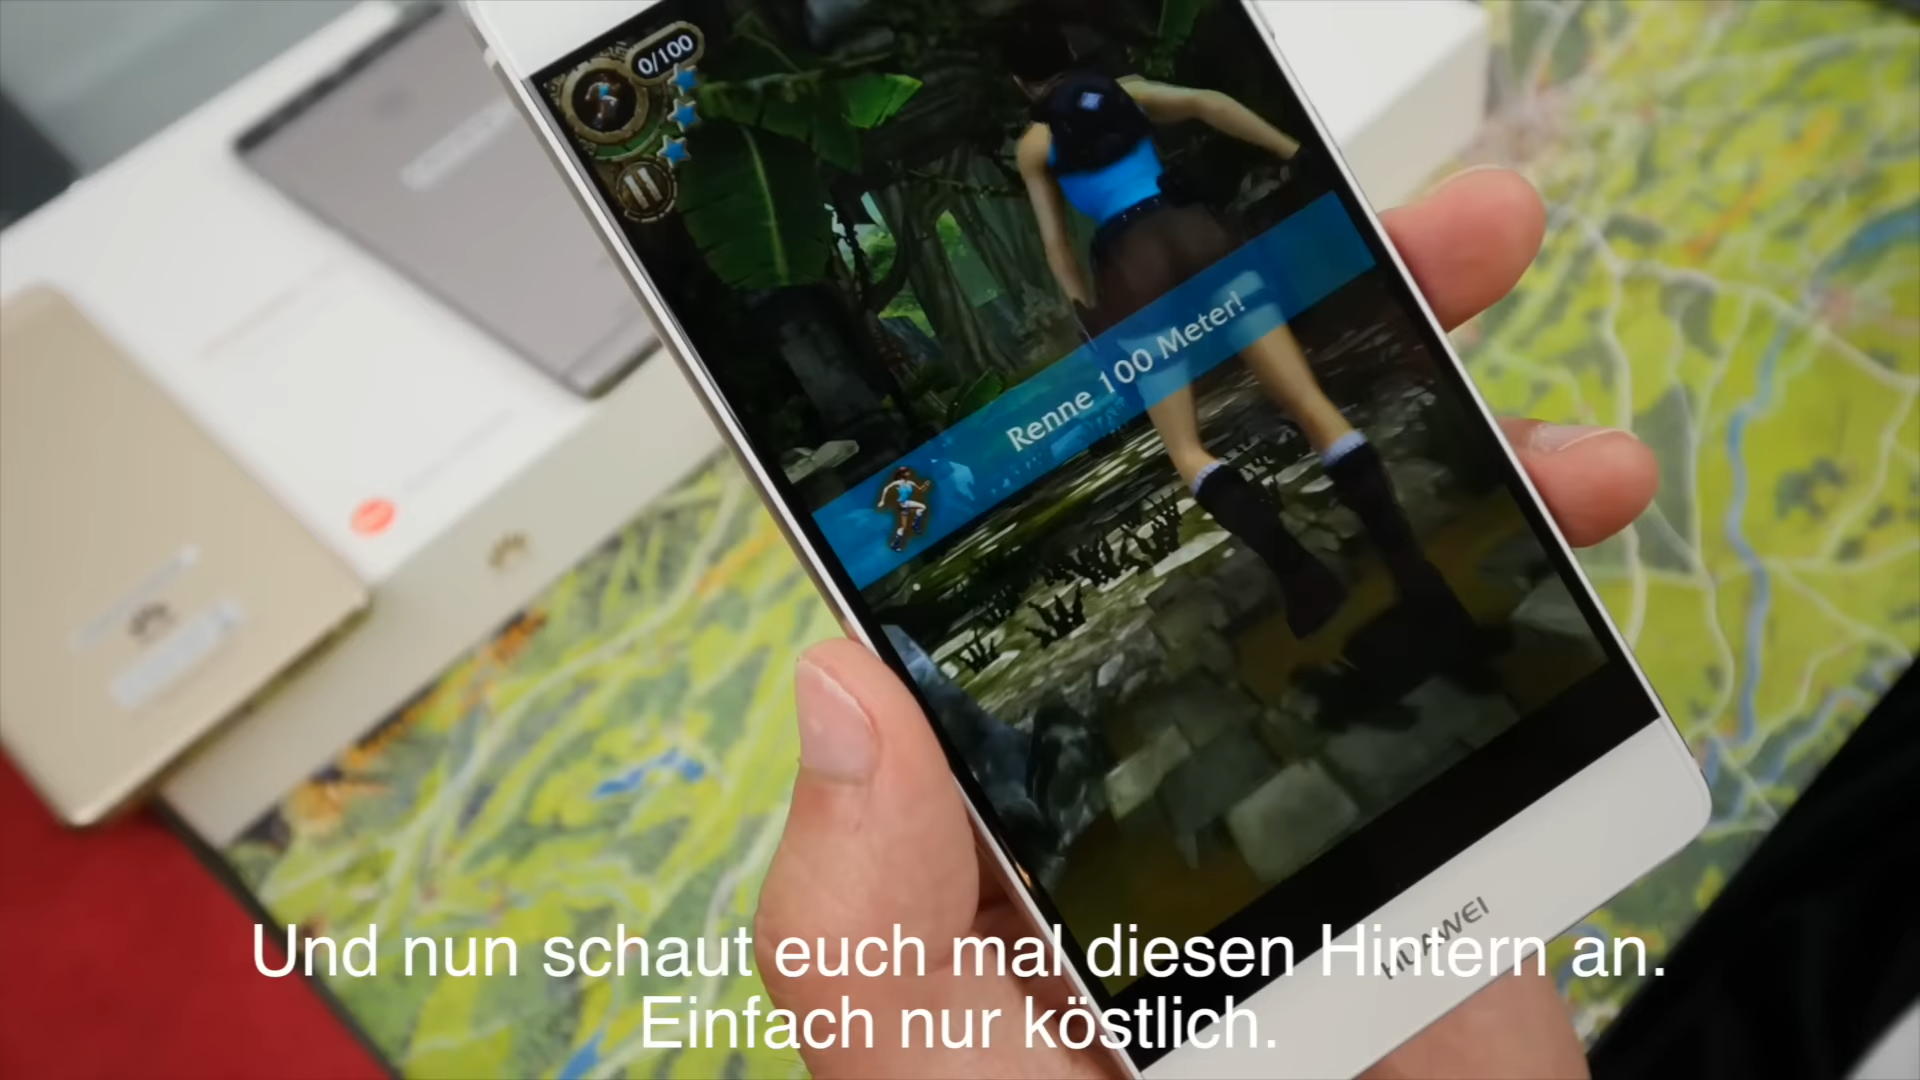 0/100
Renne 100 Meter!
HUAWEI
Und nun schaut euch mal diesen Hintern an.
Einfach nur köstlich.